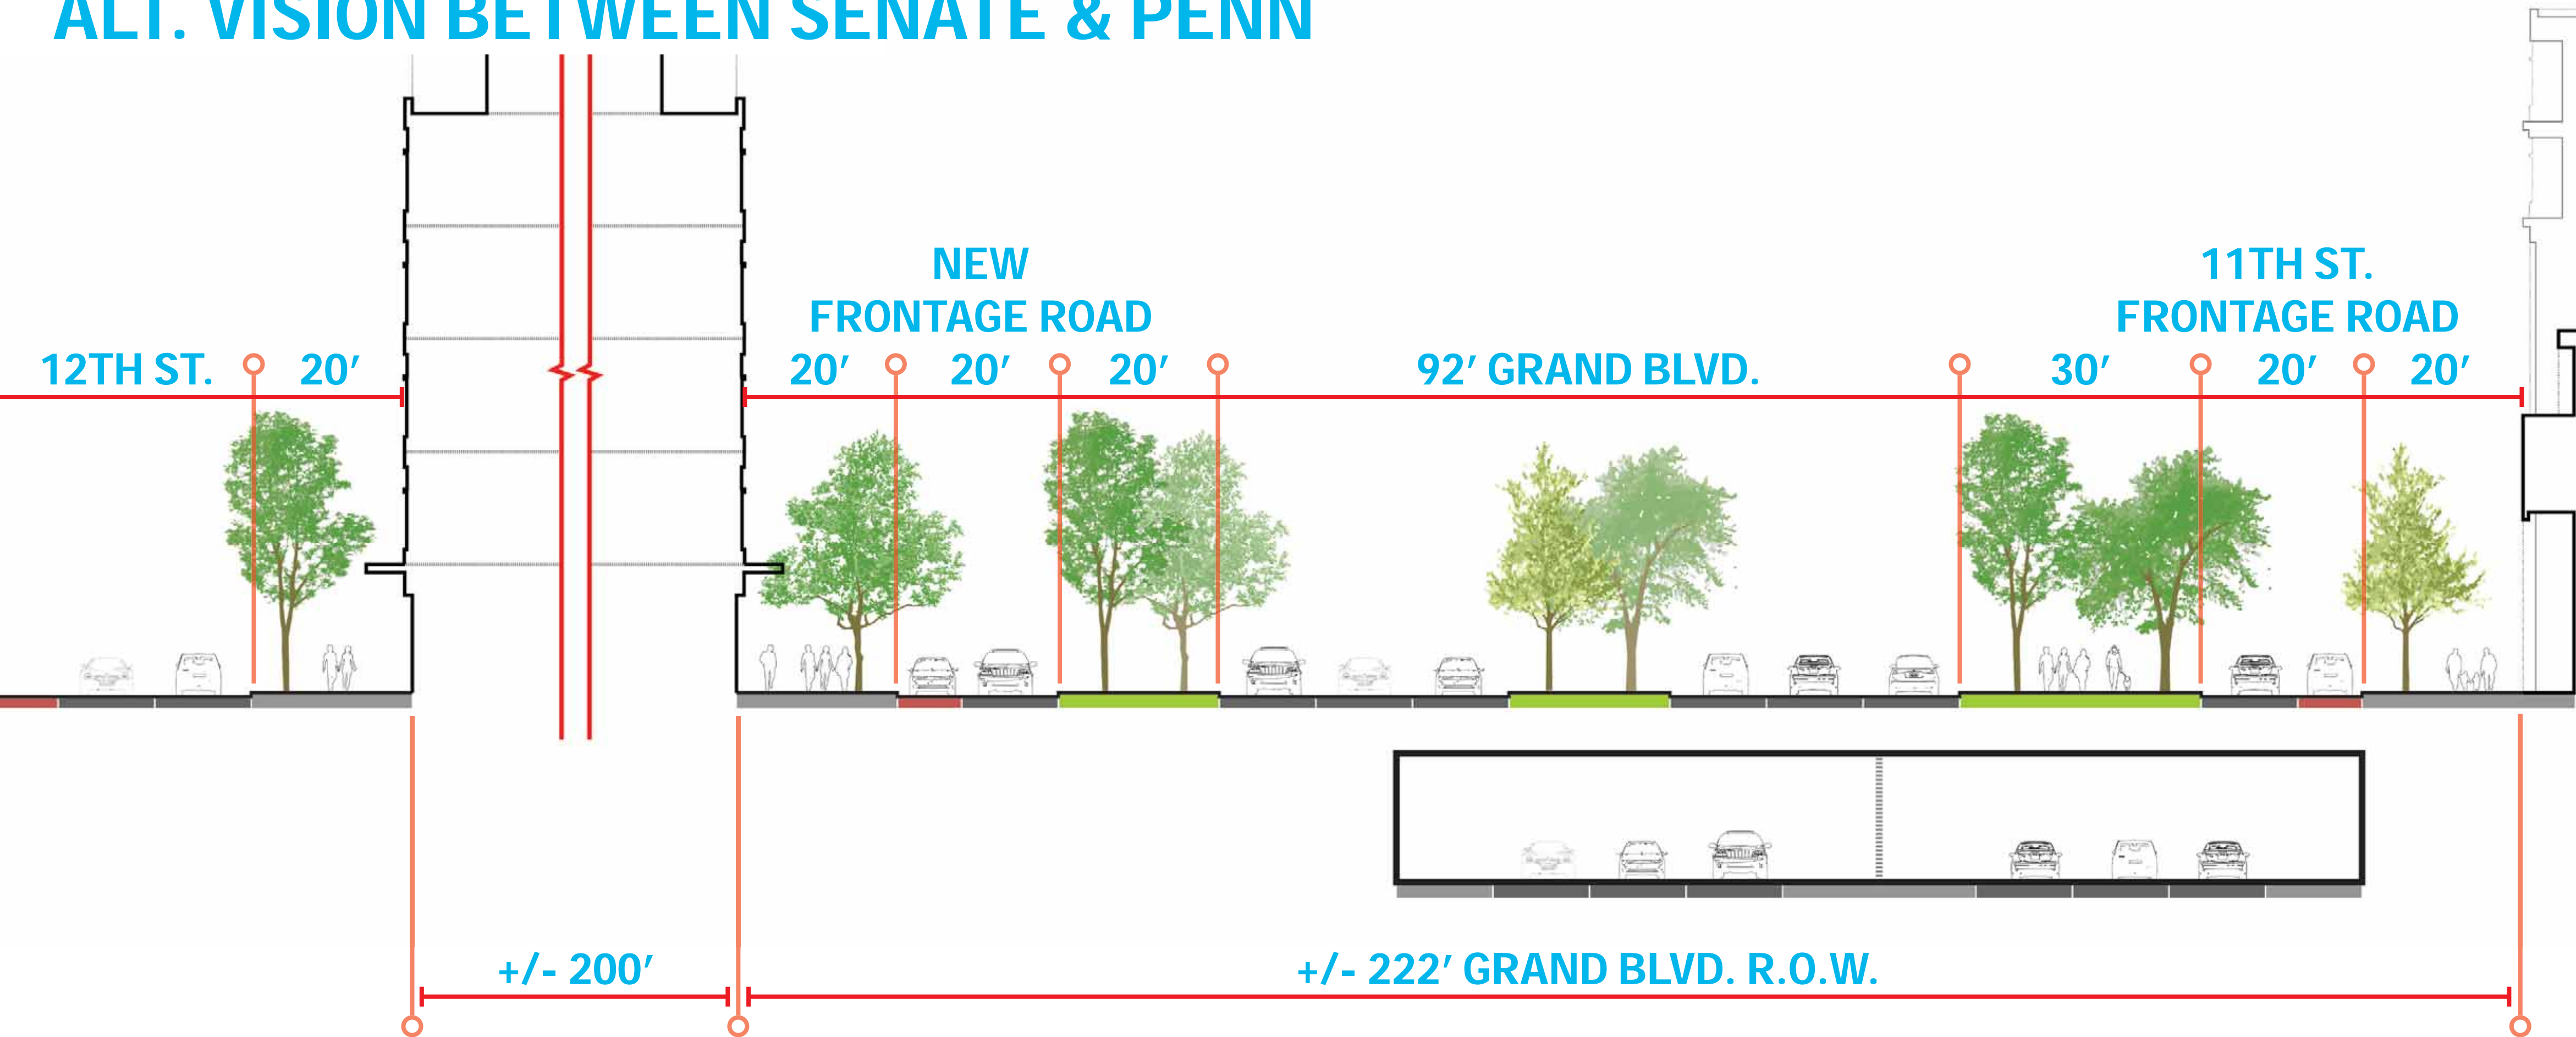 ALT. VISION BETWEEN SENATE & PENN
NEW
FRONTAGE ROAD
11TH ST.
FRONTAGE ROAD
12TH ST.
20′
20′
20′
20′
92′ GRAND BLVD.
30′
20′
20′
+/- 200′
+/- 222′ GRAND BLVD. R.O.W.